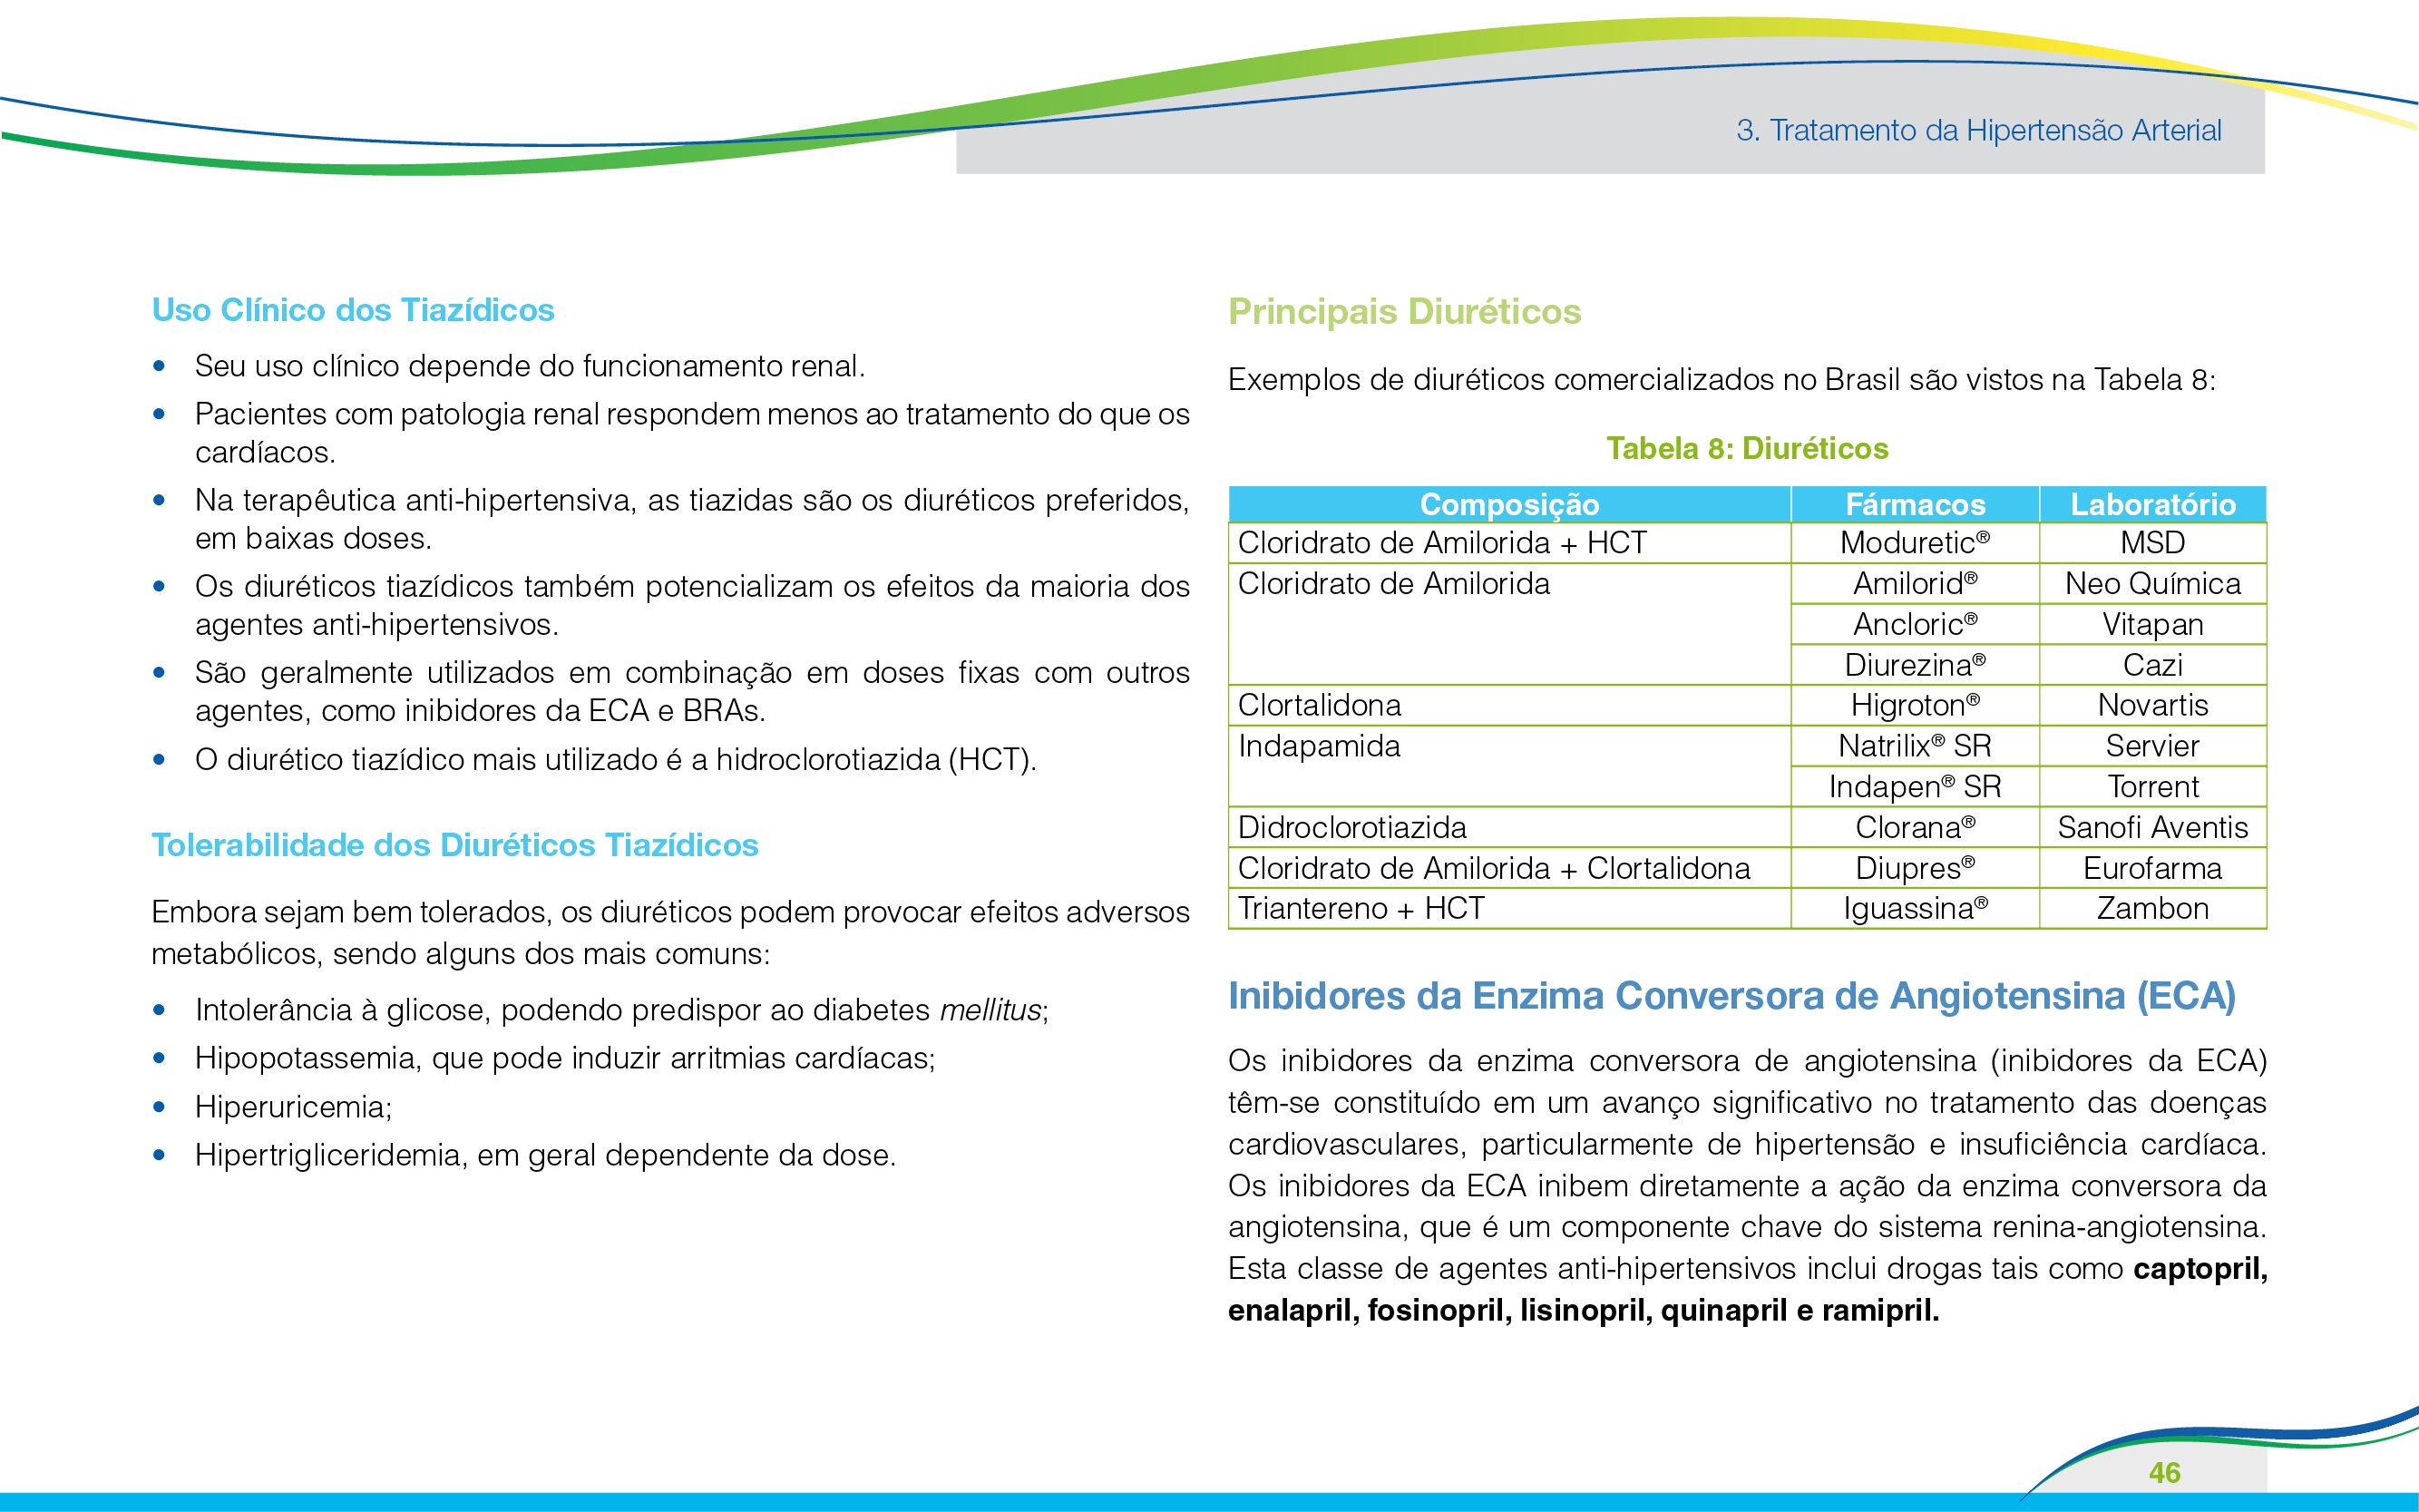 3. Tratamento da Hipertensão Arterial
Uso Clínico dos Tiazídicos
• Seu uso clínico depende do funcionamento renal.
• Pacientes com patologia renal respondem menos ao tratamento do que os
cardíacos.
• Na terapêutica anti-hipertensiva, as tiazidas são os diuréticos preferidos,
em baixas doses.
• Os diuréticos tiazídicos também potencializam os efeitos da maioria dos
agentes anti-hipertensivos.
• São geralmente utilizados em combinação em doses fixas com outros
agentes, como inibidores da ECA e BRAs.
• O diurético tiazídico mais utilizado é a hidroclorotiazida (HCT).
Tolerabilidade dos Diuréticos Tiazídicos
Embora sejam bem tolerados, os diuréticos podem provocar efeitos adversos
metabólicos, sendo alguns dos mais comuns:
• Intolerância à glicose, podendo predispor ao diabetes mellitus;
• Hipopotassemia, que pode induzir arritmias cardíacas;
• Hiperuricemia;
• Hipertrigliceridemia, em geral dependente da dose.
Principais Diuréticos
Exemplos de diuréticos comercializados no Brasil são vistos na Tabela 8:
Tabela 8: Diuréticos
Composição Fármacos Laboratório
Cloridrato de Amilorida + HCT Moduretic® MSD
Cloridrato de Amilorida Amilorid® Neo Química
Ancloric® Vitapan
Diurezina® Cazi
Clortalidona Higroton® Novartis
Indapamida Natrilix® SR Servier
Indapen® SR Torrent
Didroclorotiazida Clorana® Sanofi Aventis
Cloridrato de Amilorida + Clortalidona Diupres® Eurofarma
Triantereno + HCT Iguassina® Zambon
Inibidores da Enzima Conversora de Angiotensina (ECA)
Os inibidores da enzima conversora de angiotensina (inibidores da ECA)
têm-se constituído em um avanço significativo no tratamento das doenças
cardiovasculares, particularmente de hipertensão e insuficiência cardíaca.
Os inibidores da ECA inibem diretamente a ação da enzima conversora da
angiotensina, que é um componente chave do sistema renina-angiotensina.
Esta classe de agentes anti-hipertensivos inclui drogas tais como captopril,
enalapril, fosinopril, lisinopril, quinapril e ramipril.
46